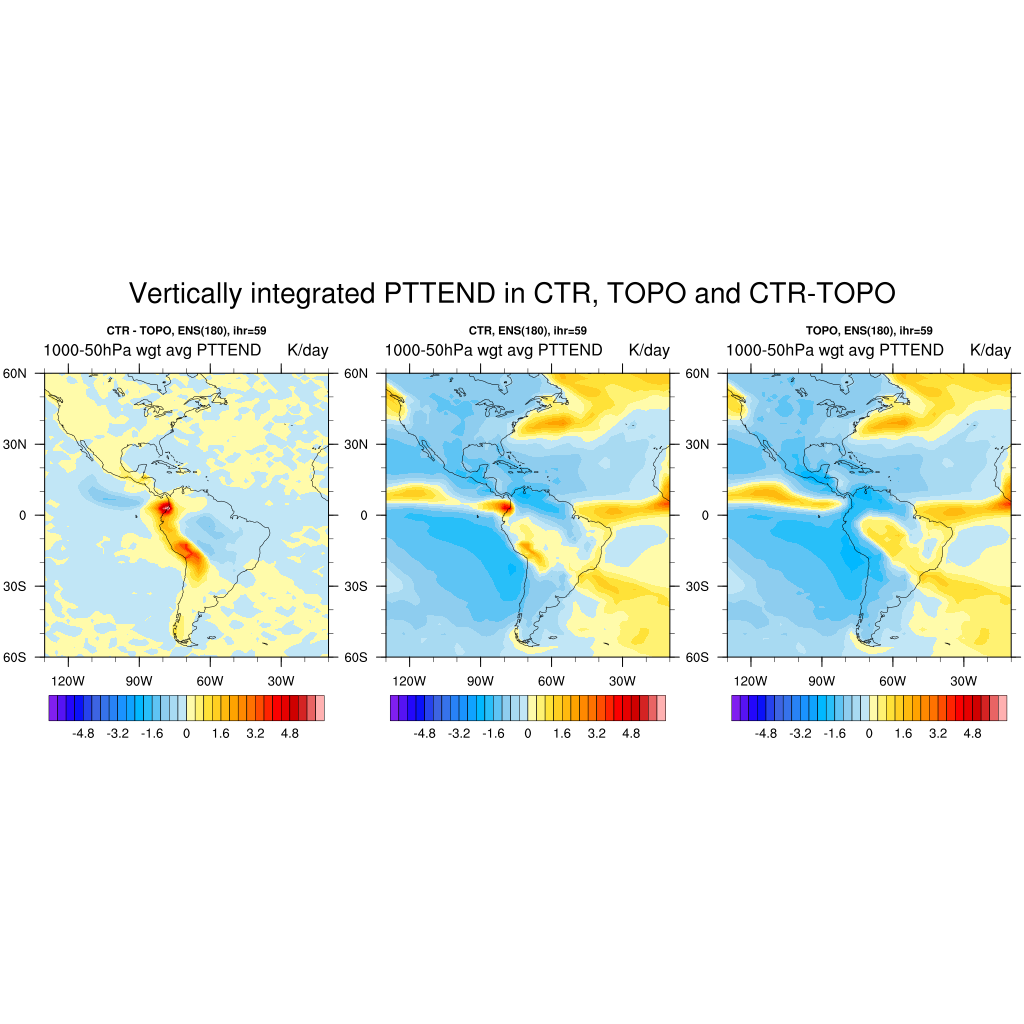 Vertically integrated PTTEND in CTR, TOPO and CTR-TOPO
CTR - TOPO, ENS(180), ihr=59
1000-50hPa wgt avg PTTEND K/day
60N
30N
0
30S
60S
120W 90W 60W 30W
-4.8 -3.2 -1.6 0 1.6 3.2 4.8
CTR, ENS(180), ihr=59
1000-50hPa wgt avg PTTEND K/day
60N
30N
0
30S
60S
120W 90W 60W 30W
-4.8 -3.2 -1.6 0 1.6 3.2 4.8
TOPO, ENS(180), ihr=59
1000-50hPa wgt avg PTTEND K/day
60N
30N
0
30S
60S
120W 90W 60W 30W
-4.8 -3.2 -1.6 0 1.6 3.2 4.8